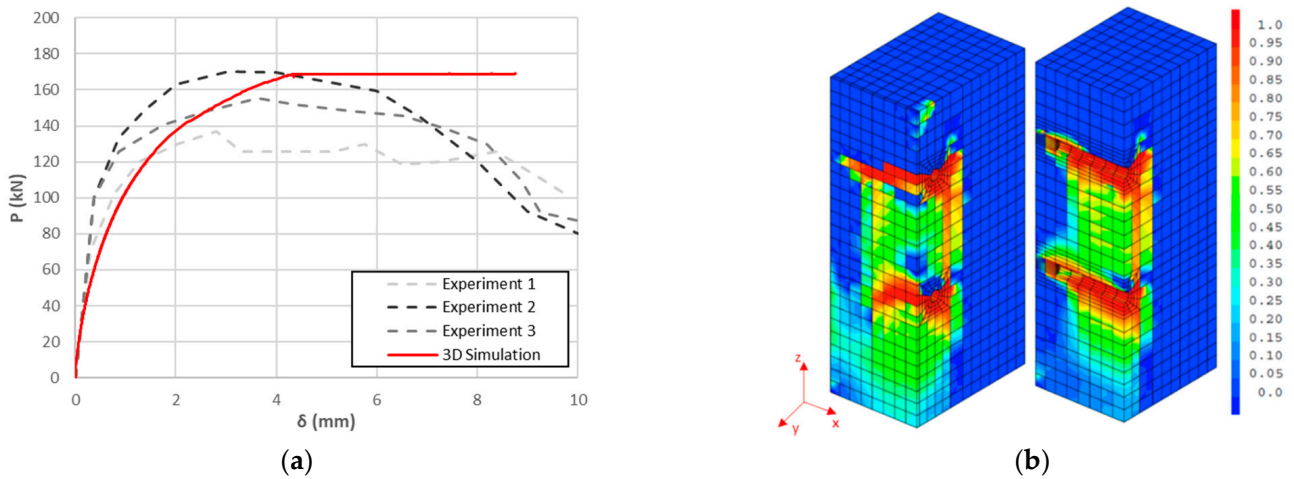 200
180
160
140
120
100
80
60
40
20
0
P (kN)
0 2 4 6 8 10
δ (mm)
Experiment 1
Experiment 2
Experiment 3
3D Simulation
(a)
z
x
y
1.0
0.95
0.90
0.85
0.80
0.75
0.70
0.65
0.60
0.55
0.50
0.45
0.40
0.35
0.30
0.25
0.20
0.15
0.10
0.05
0.0
(b)